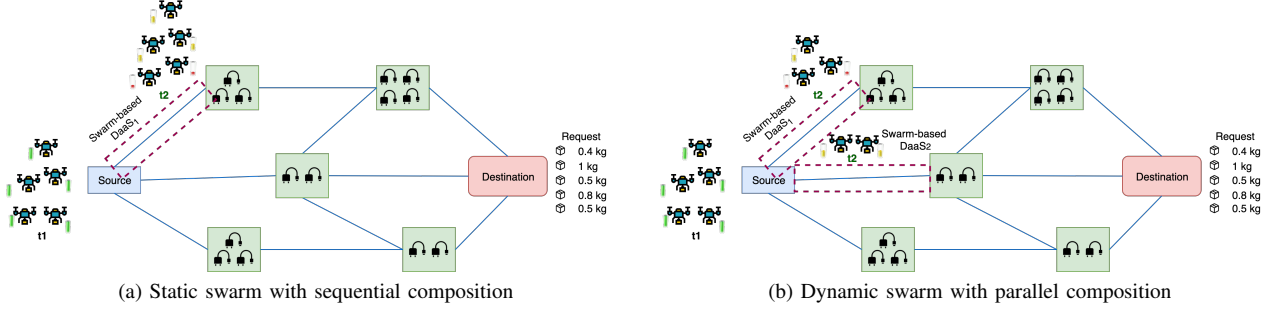 t2
Swarm-based
DaaS1
Source
t1
Destination
Request
0.4 kg
1 kg
0.5 kg
0.8 kg
0.5 kg
(a) Static swarm with sequential composition
t2
Swarm-based
DaaS1
Swarm-based
DaaS2
t2
Source
t1
Destination
Request
0.4 kg
1 kg
0.5 kg
0.8 kg
0.5 kg
(b) Dynamic swarm with parallel composition